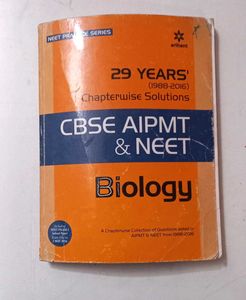 NEET PRACTICE SERIES
arihant
29 YEARS'
(1988-2016)
Chapterwise Solutions
CBSE AIPMT
& NEET
Biology
A Chapterwise Collection of Questions asked in
AIPMT & NEET from 1988-2016